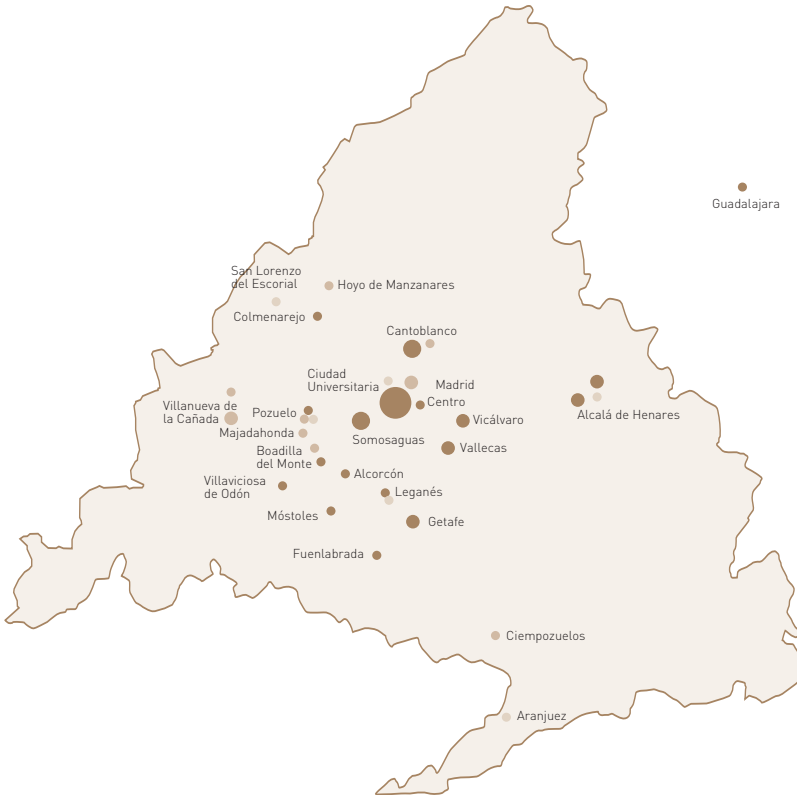 Guadalajara
San Lorenzo
del Escorial
Hoyo de Manzanares
Colmenarejo
Cantoblanco
Ciudad
Universitaria
Madrid
Centro
Villanueva de
la Cañada
Pozuelo
Alcalá de Henares
Vicálvaro
Majadahonda
Somosaguas
Boadilla
del Monte
Vallecas
Alcorcón
Villaviciosa
de Odón
Leganés
Móstoles
Getafe
Fuenlabrada
Ciempozuelos
Aranjuez